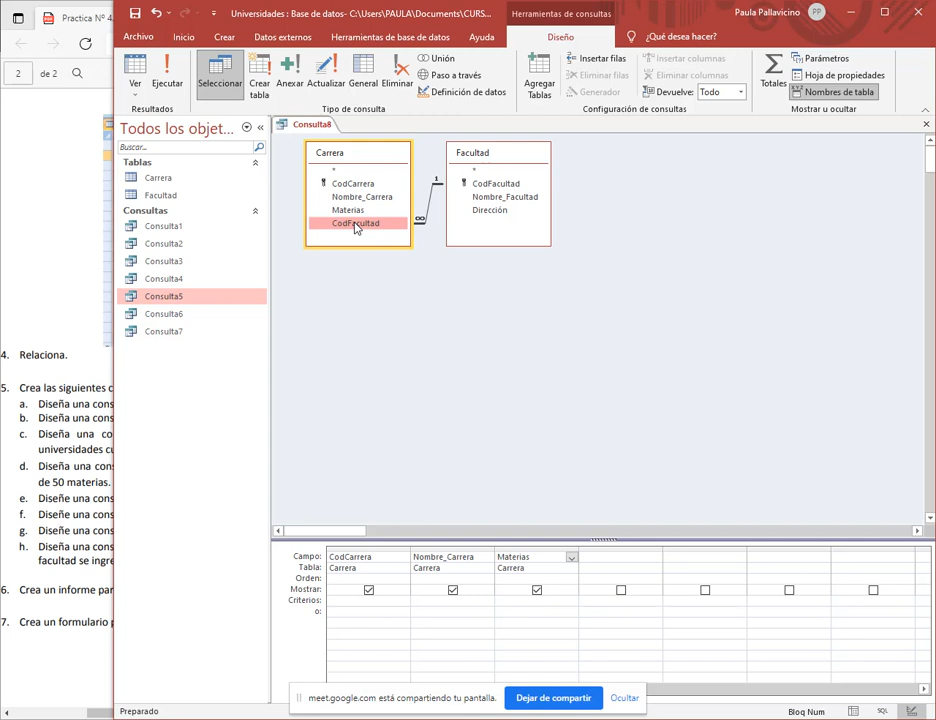 Practica Nº 4.
2 de 2
4. Relaciona.
5. Crea las siguientes c
a. Diseña una cons
b. Diseña una cons
c. Diseña una co
universidades cu
d. Diseña una cons
de 50 materias.
e. Diseñe una cons
f. Diseñe una cons
g. Diseñe una cons
h. Diseña una cons
facultad se ingre
6. Crea un informe par
7. Crea un formulario p
Universidades : Base de datos- C:\Users\PAULA\Documents\CURS...
Herramientas de consultas
Paula Pallavicino PP
Archivo Inicio Crear Datos externos Herramientas de base de datos Ayuda Diseño ¿Qué desea hacer?
Ver
Ejecutar
Resultados
Seleccionar
Crear tabla
Anexar
Actualizar
General
Eliminar
Unión
Paso a través
Definición de datos
Tipo de consulta
Agregar Tablas
Insertar filas
Eliminar filas
Generador
Insertar columnas
Eliminar columnas
Devuelve: Todo
Configuración de consultas
Totales
Parámetros
Hoja de propiedades
Nombres de tabla
Mostrar u ocultar
Todos los objet...
Buscar...
Tablas
Carrera
Facultad
Consultas
Consulta1
Consulta2
Consulta3
Consulta4
Consulta5
Consulta6
Consulta7
Consulta8
Carrera
*
CodCarrera
Nombre_Carrera
Materias
CodFacultad
1
∞
Facultad
*
CodFacultad
Nombre_Facultad
Dirección
Campo: CodCarrera Nombre_Carrera Materias
Tabla: Carrera Carrera Carrera
Orden:
Mostrar:
Criterios:
o:
meet.google.com está compartiendo tu pantalla. Dejar de compartir Ocultar
Preparado
Bloq Num
SQL